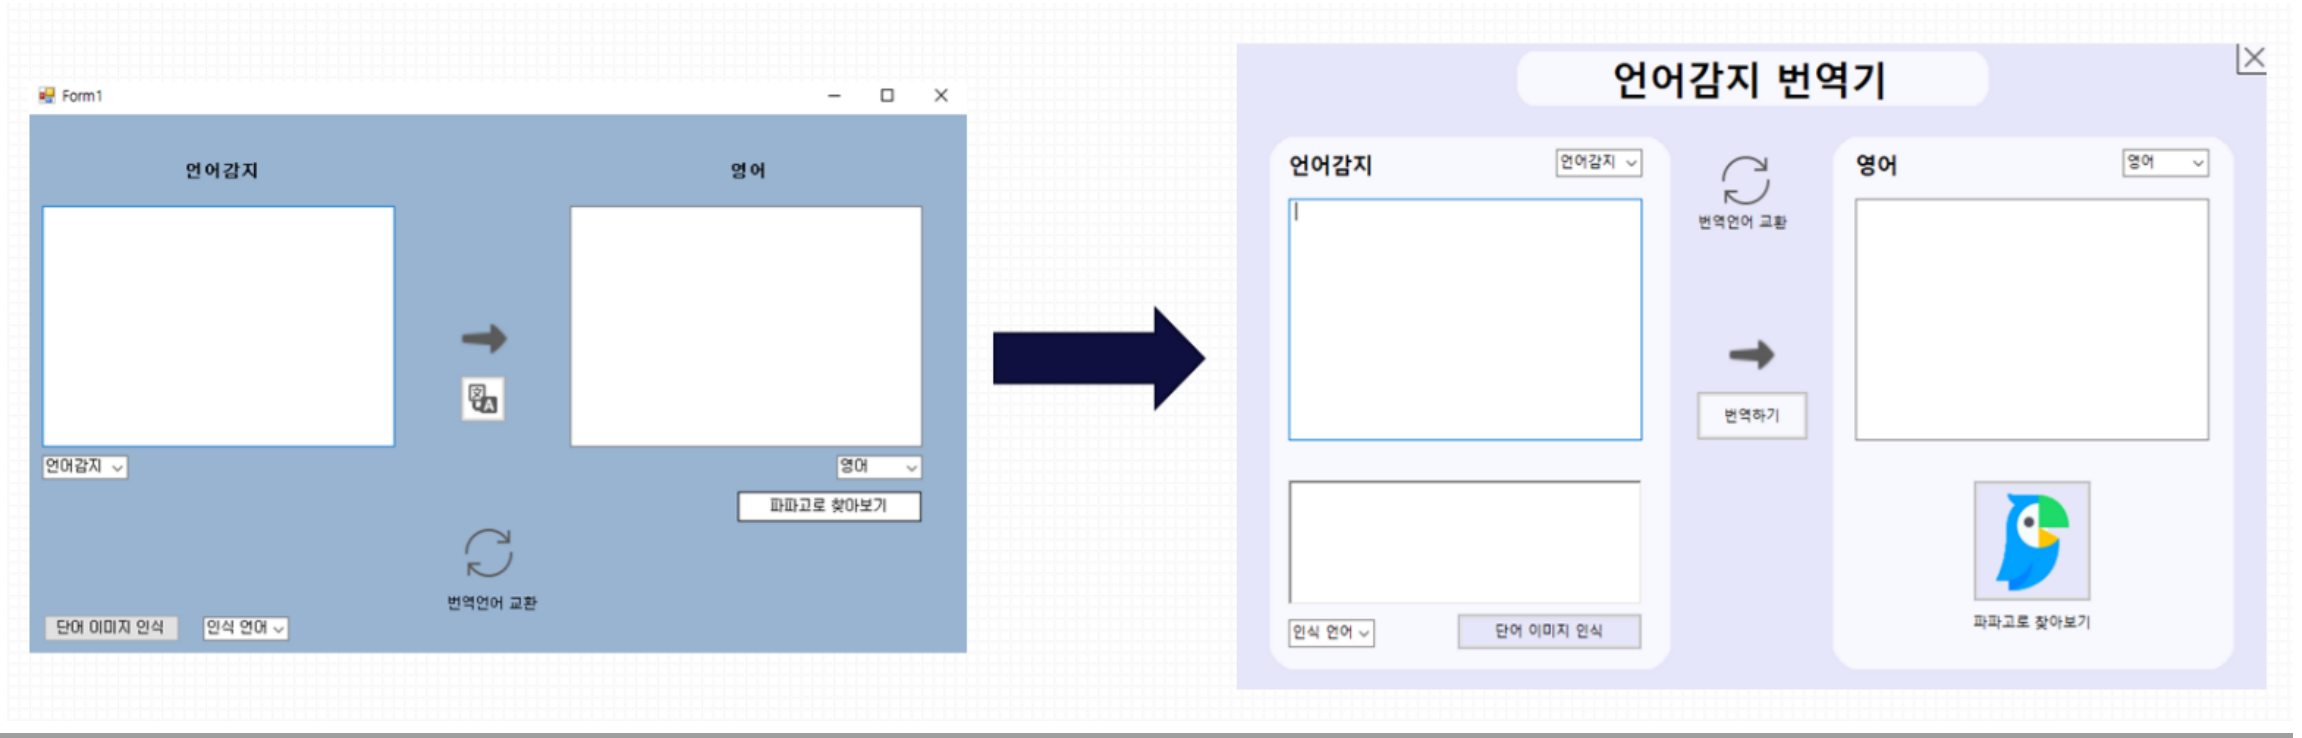 Form1
언어감지
영어
언어감지
영어
파파고로 찾아보기
번역언어 교환
단어 이미지 인식
인식 언어
언어감지 번역기
언어감지
언어감지
번역언어 교환
영어
영어
번역하기
인식 언어
단어 이미지 인식
파파고로 찾아보기